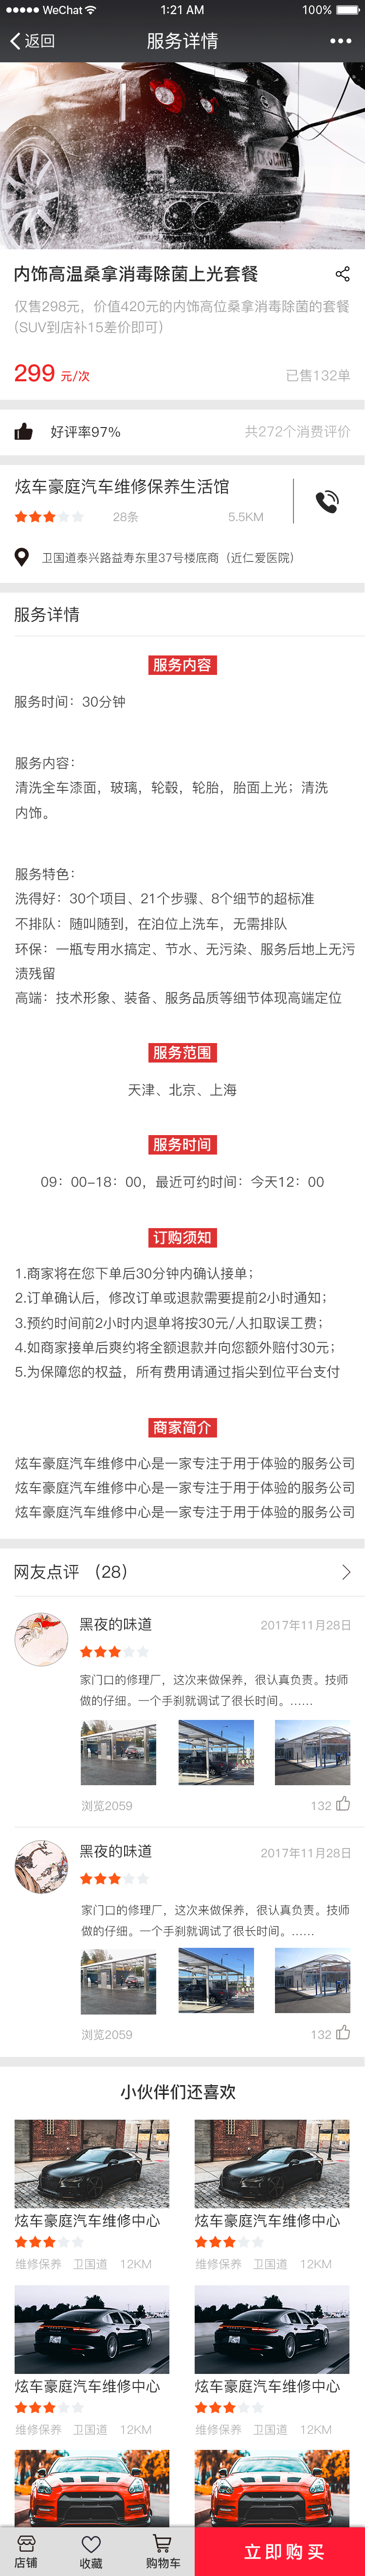 WeChat 1:21 AM 100%
返回 服务详情
内饰高温桑拿消毒除菌上光套餐
仅售298元，价值420元的内饰高位桑拿消毒除菌的套餐
(SUV到店补15差价即可)
299 元/次 已售132单
好评率97% 共272个消费评价
炫车豪庭汽车维修保养生活馆
28条 5.5KM
卫国道泰兴路益寿东里37号楼底商（近仁爱医院）
服务详情
服务内容
服务时间：30分钟
服务内容：
清洗全车漆面，玻璃，轮毂，轮胎，胎面上光；清洗
内饰。
服务特色：
洗得好：30个项目、21个步骤、8个细节的超标准
不排队：随叫随到，在泊位上洗车，无需排队
环保：一瓶专用水搞定、节水、无污染、服务后地上无污
渍残留
高端：技术形象、装备、服务品质等细节体现高端定位
服务范围
天津、北京、上海
服务时间
09：00-18：00，最近可约时间：今天12：00
订购须知
1.商家将在您下单后30分钟内确认接单；
2.订单确认后，修改订单或退款需要提前2小时通知；
3.预约时间前2小时内退单将按30元/人扣取误工费；
4.如商家接单后爽约将全额退款并向您额外赔付30元；
5.为保障您的权益，所有费用请通过指尖到位平台支付
商家简介
炫车豪庭汽车维修中心是一家专注于用于体验的服务公司
炫车豪庭汽车维修中心是一家专注于用于体验的服务公司
炫车豪庭汽车维修中心是一家专注于用于体验的服务公司
网友点评 （28）
黑夜的味道 2017年11月28日
家门口的修理厂，这次来做保养，很认真负责。技师
做的仔细。一个手刹就调试了很长时间。……
浏览2059 132
黑夜的味道 2017年11月28日
家门口的修理厂，这次来做保养，很认真负责。技师
做的仔细。一个手刹就调试了很长时间。……
浏览2059 132
小伙伴们还喜欢
炫车豪庭汽车维修中心 炫车豪庭汽车维修中心
维修保养 卫国道 12KM 维修保养 卫国道 12KM
炫车豪庭汽车维修中心 炫车豪庭汽车维修中心
维修保养 卫国道 12KM 维修保养 卫国道 12KM
店铺 收藏 购物车 立即购买